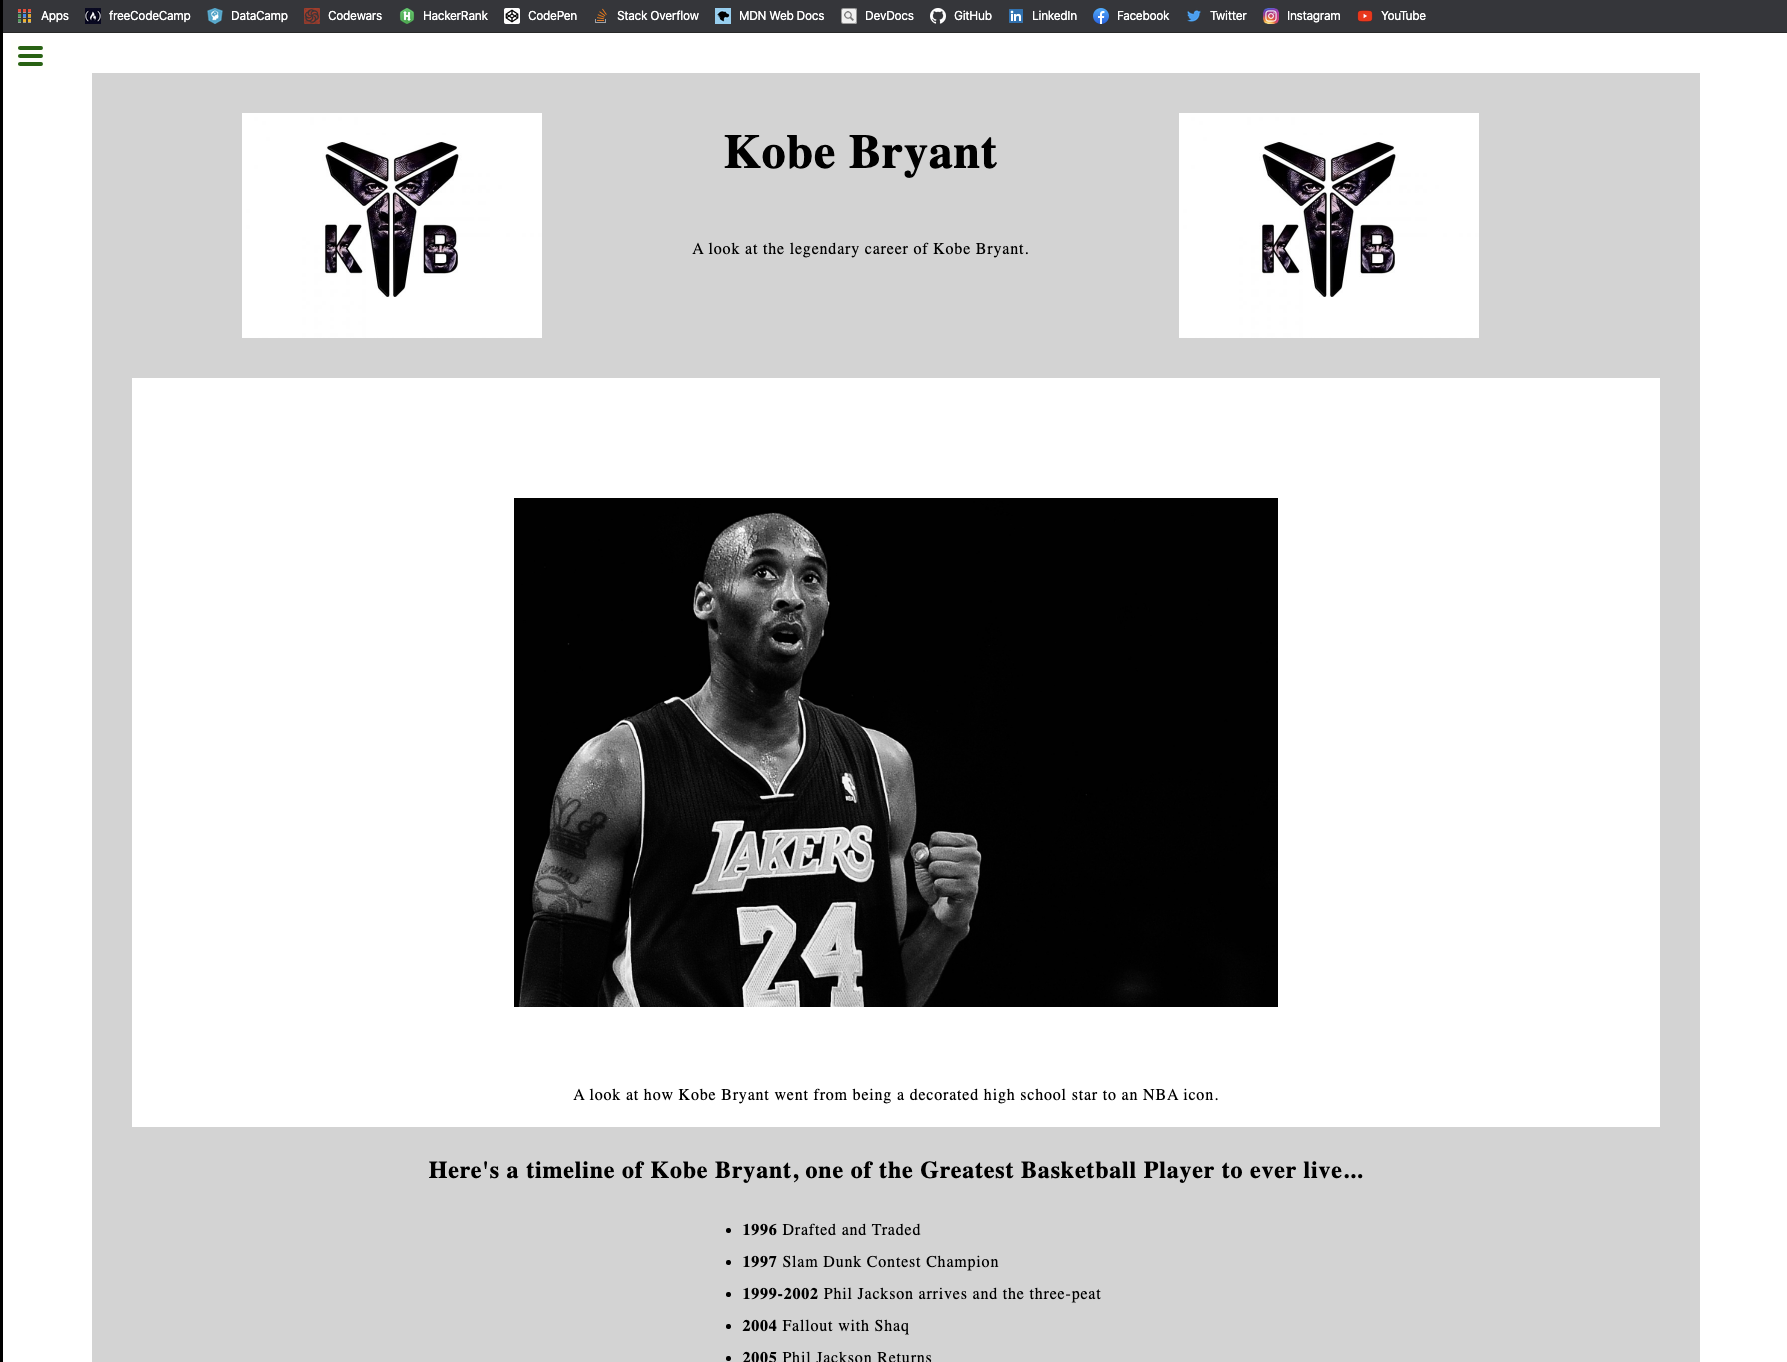 Apps freeCodeCamp DataCamp Codewars HackerRank CodePen Stack Overflow MDN Web Docs DevDocs GitHub LinkedIn Facebook Twitter Instagram YouTube
Kobe Bryant
K B
K B
A look at the legendary career of Kobe Bryant.
LAKERS
24
A look at how Kobe Bryant went from being a decorated high school star to an NBA icon.
Here's a timeline of Kobe Bryant, one of the Greatest Basketball Player to ever live...
• 1996 Drafted and Traded
• 1997 Slam Dunk Contest Champion
• 1999-2002 Phil Jackson arrives and the three-peat
• 2004 Fallout with Shaq
• 2005 Phil Jackson Returns